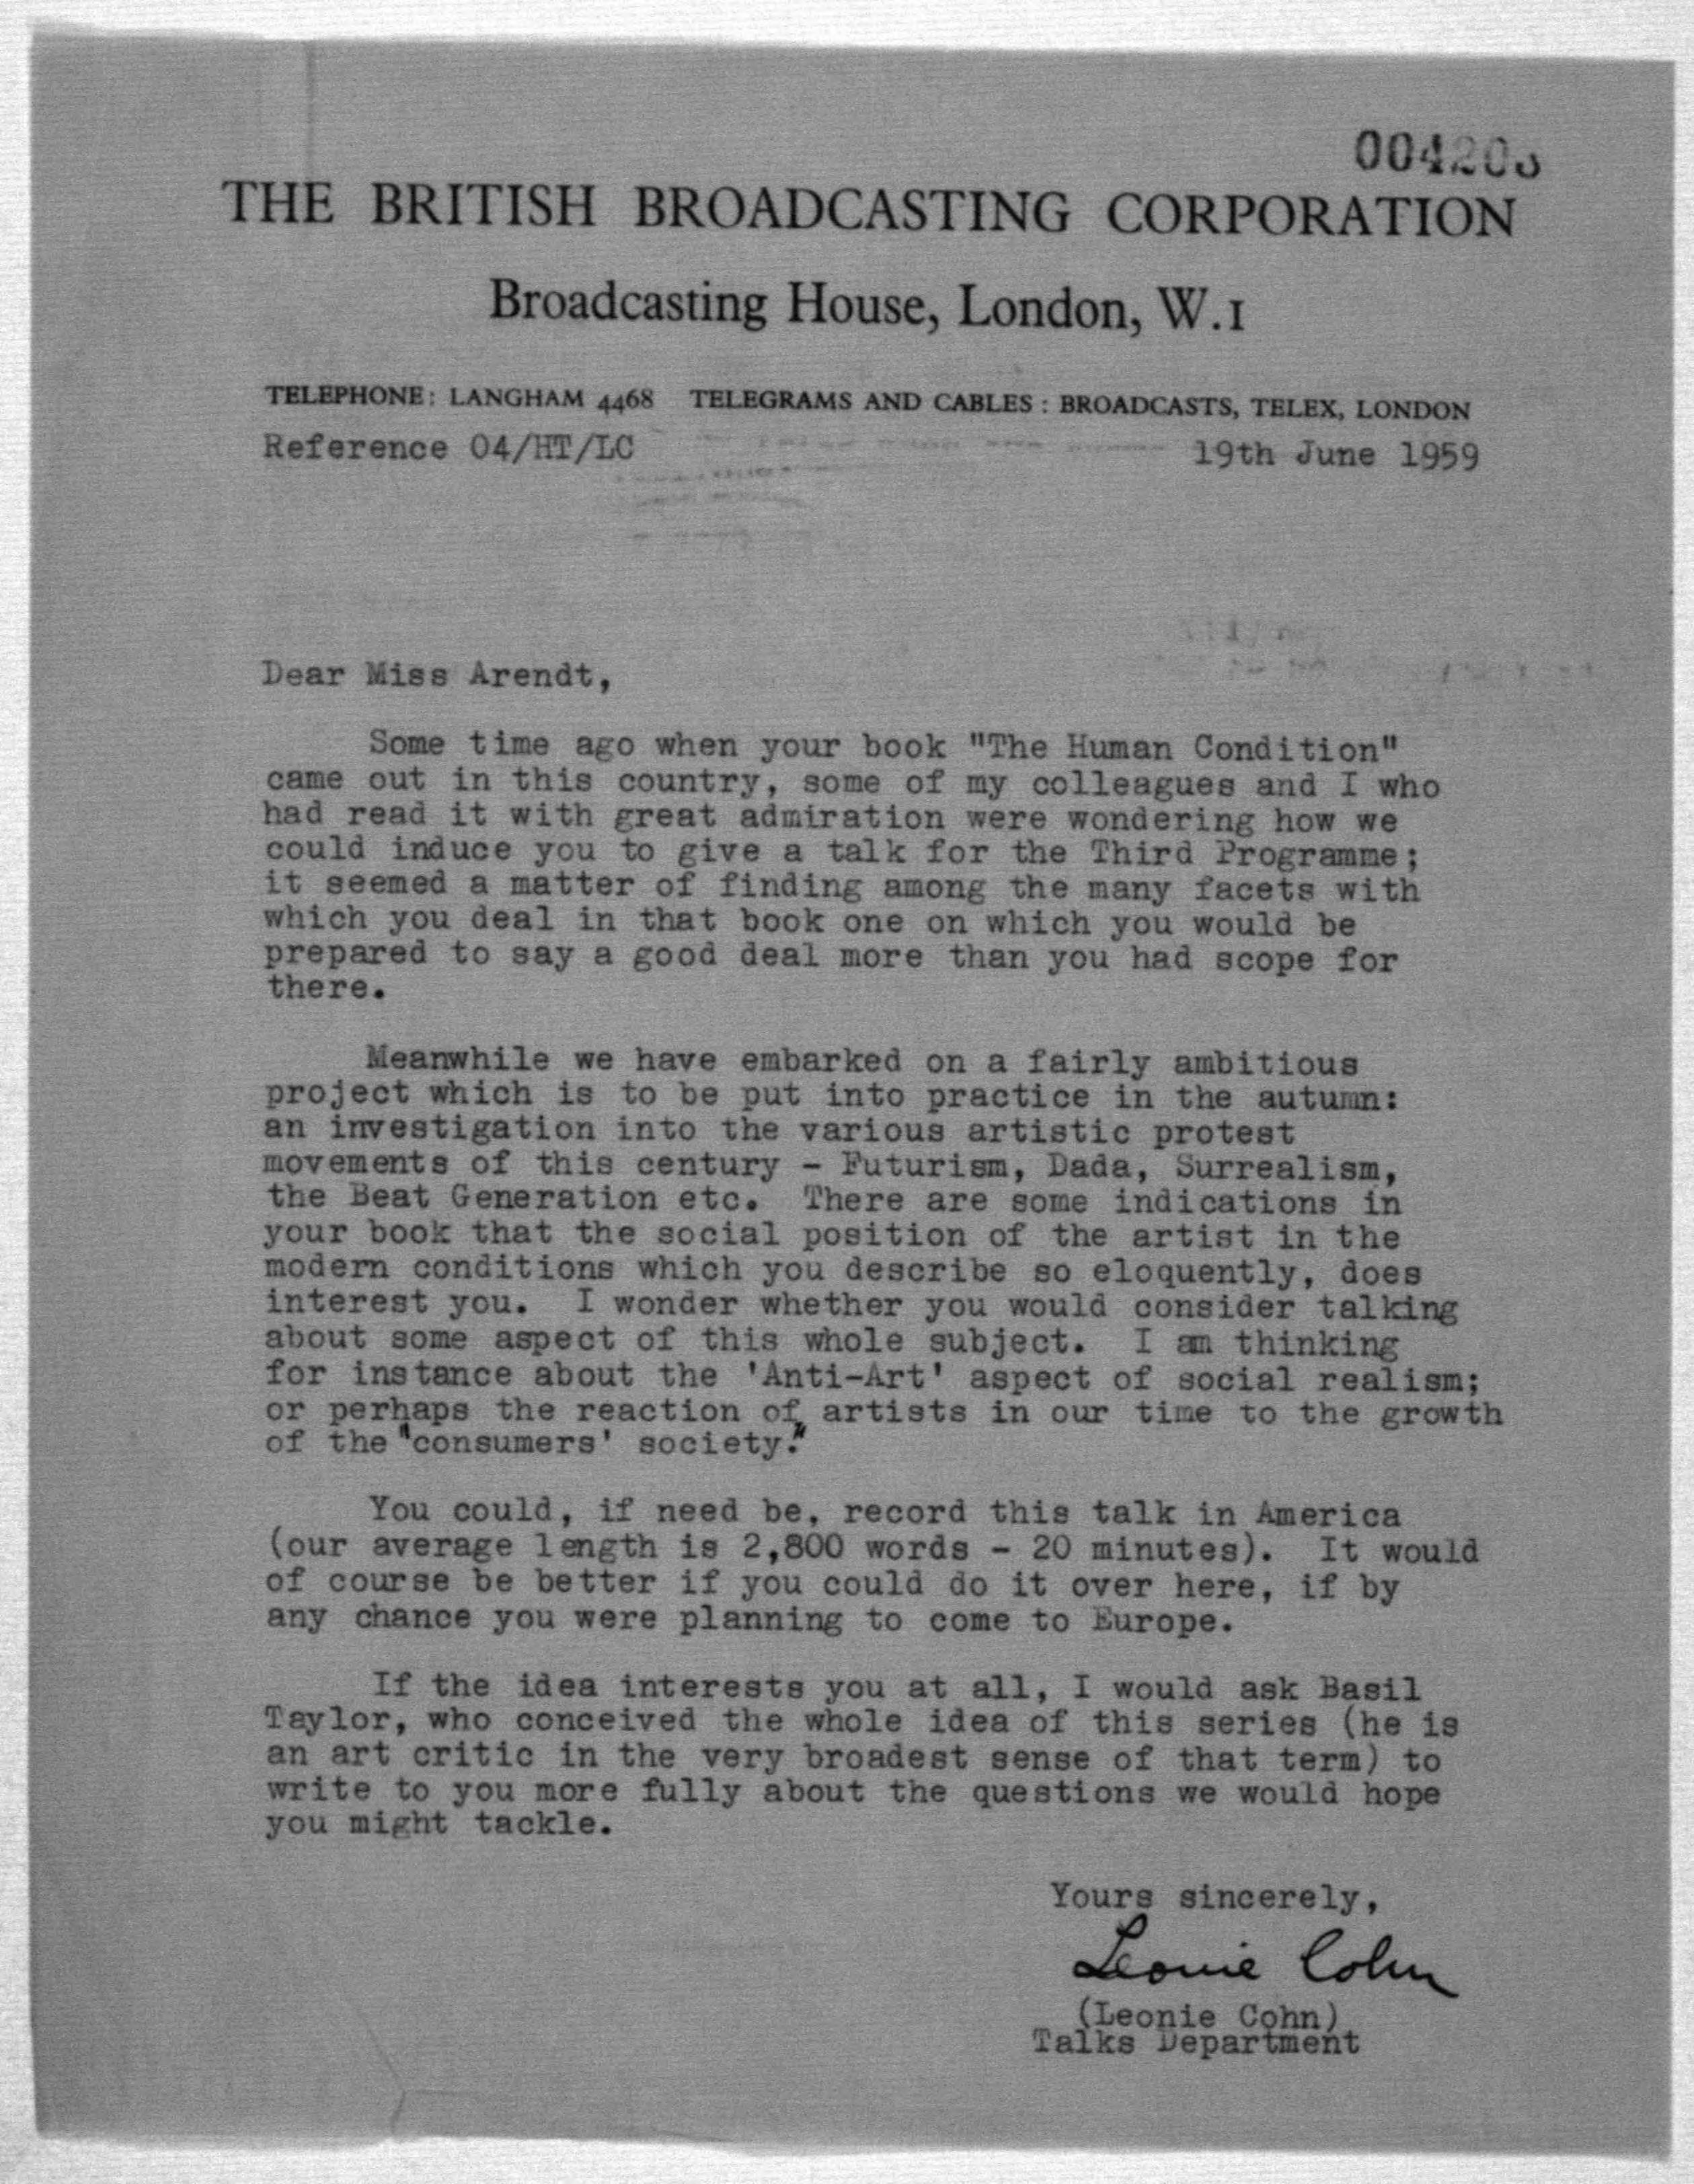 THE BRITISH BROADCASTING CORPORATION
Broadcasting House, London, W.1
TELEPHONE: LANGHAM 4468 TELEGRAMS AND CABLES: BROADCASTS, TELEX, LONDON
Reference 04/HT/LC 19th June 1959
Dear Miss Arendt,
Some time ago when your book "The Human Condition"
came out in this country, some of my colleagues and I who
had read it with great admiration were wondering how we
could induce you to give a talk for the Third Programme;
it seemed a matter of finding among the many facets with
which you deal in that book one on which you would be
prepared to say a good deal more than you had scope for
there.
Meanwhile we have embarked on a fairly ambitious
project which is to be put into practice in the autumn:
an investigation into the various artistic protest
movements of this century - Futurism, Dada, Surrealism,
the Beat Generation etc. There are some indications in
your book that the social position of the artist in the
modern conditions which you describe so eloquently, does
interest you. I wonder whether you would consider talking
about some aspect of this whole subject. I am thinking
for instance about the 'Anti-Art' aspect of social realism;
or perhaps the reaction of artists in our time to the growth
of the "consumers' society."
You could, if need be, record this talk in America
(our average length is 2,800 words - 20 minutes). It would
of course be better if you could do it over here, if by
any chance you were planning to come to Europe.
If the idea interests you at all, I would ask Basil
Taylor, who conceived the whole idea of this series (he is
an art critic in the very broadest sense of that term) to
write to you more fully about the questions we would hope
you might tackle.
Yours sincerely,
Leonie Cohn
(Leonie Cohn)
Talks Department